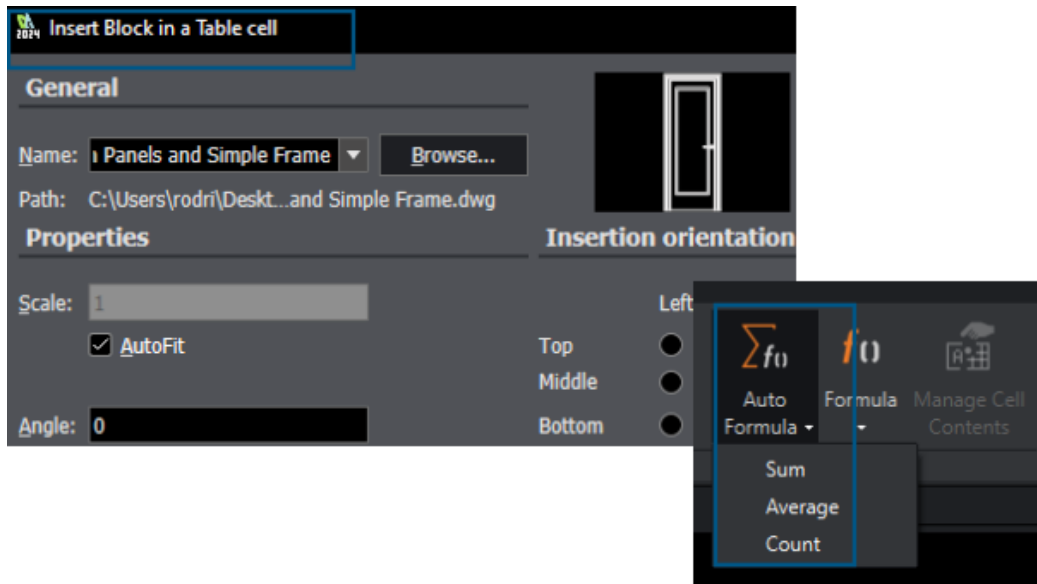 2024 Insert Block in a Table cell
General
Name: Panels and Simple Frame Browse...
Path: C:\Users\rodri\Deskt...and Simple Frame.dwg
Properties Insertion orientation
Scale: 1
Left
AutoFit
Top
Middle
Angle: 0
Bottom
Auto Formula
Formula
Manage Cell Contents
Sum
Average
Count